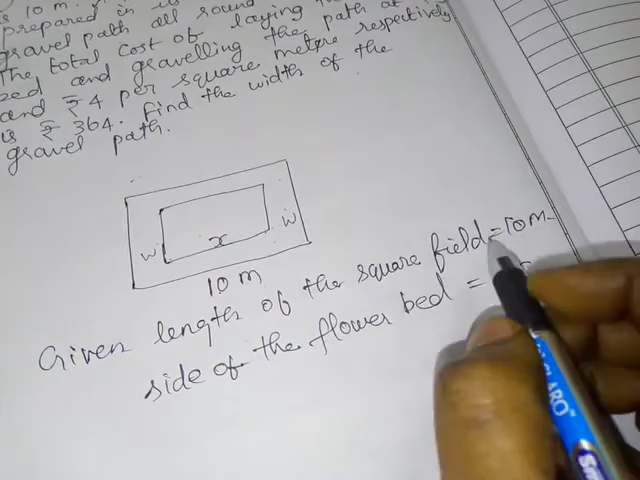 is 10 m.
prepared in
gravel path all round
The total cost of laying
bed and gravelling the path at
and ₹ 4 per square metre respectively
is ₹ 364. Find the width of the
gravel path.
w x w
10 m
Given length of the square field = 10m
side of the flower bed =
CLARO